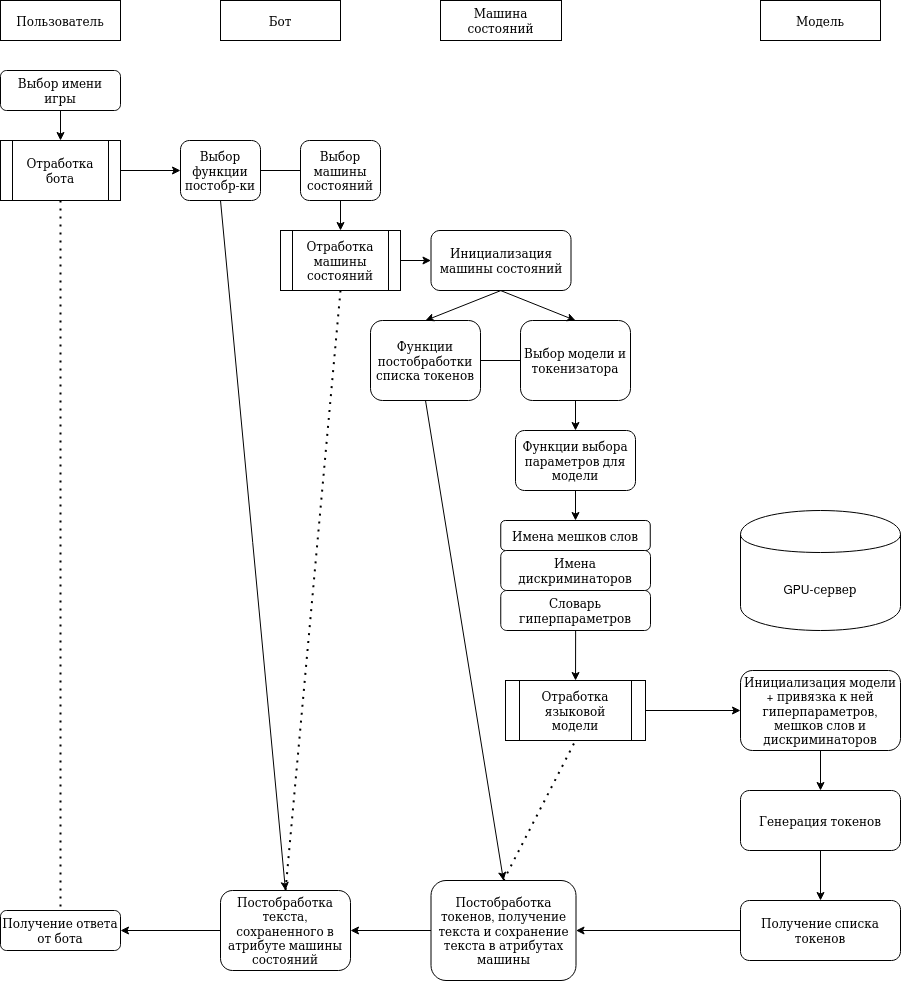 Пользователь
Бот
Машина
состояний
Модель
Выбор имени
игры
Отработка
бота
Выбор
функции
постобр-ки
Выбор
машины
состояний
Отработка
машины
состояний
Инициализация
машины состояний
Функции
постобработки
списка токенов
Выбор модели и
токенизатора
Функции выбора
параметров для
модели
Имена мешков слов
Имена
дискриминаторов
Словарь
гиперпараметров
GPU-сервер
Отработка
языковой
модели
Инициализация модели
+ привязка к ней
гиперпараметров,
мешков слов и
дискриминаторов
Генерация токенов
Получение списка
токенов
Постобработка
токенов, получение
текста и сохранение
текста в атрибутах
машины
Постобработка
текста,
сохраненного в
атрибуте машины
состояний
Получение ответа
от бота